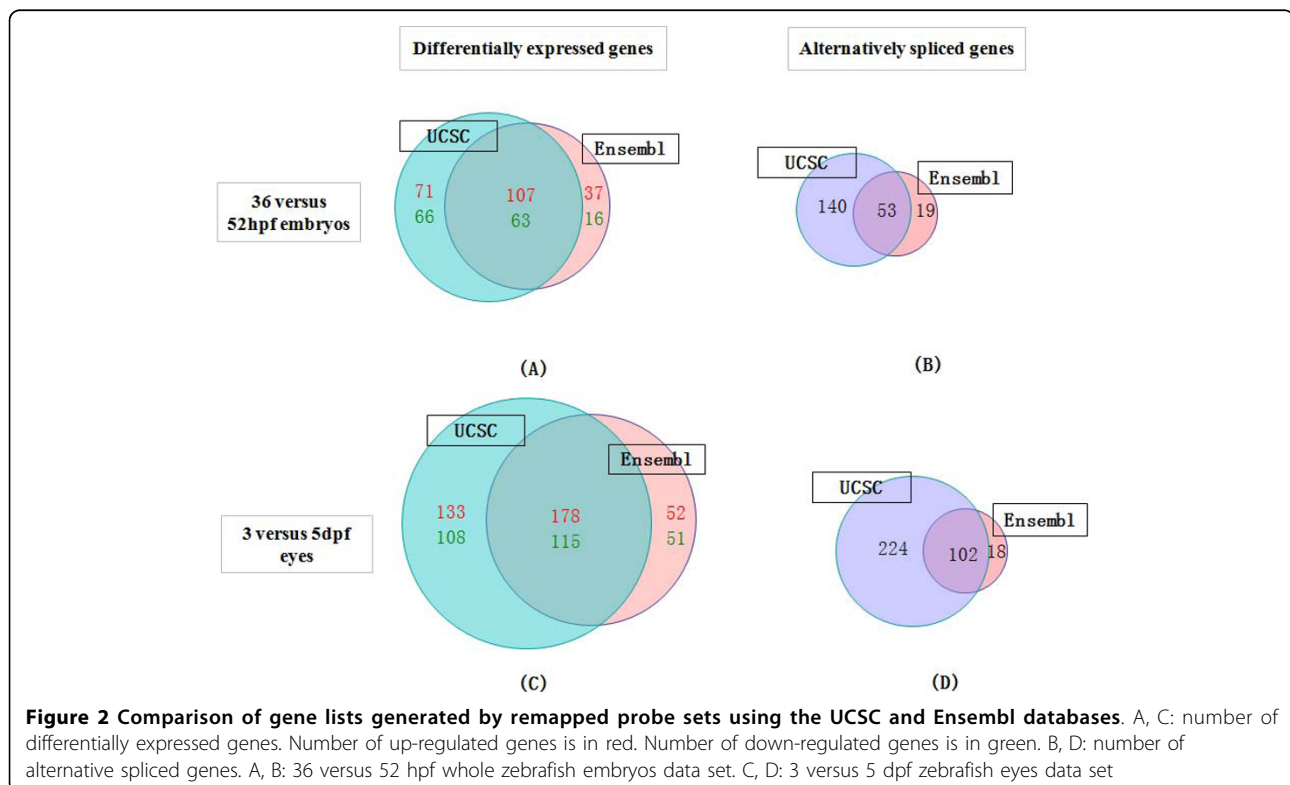 Differentially expressed genes
Alternatively spliced genes
36 versus
52hpf embryos
UCSC
Ensembl
71
66
107
63
37
16
(A)
UCSC
Ensembl
140
53
19
(B)
3 versus 5dpf
eyes
UCSC
Ensembl
133
108
178
115
52
51
(C)
UCSC
Ensembl
224
102
18
(D)
Figure 2 Comparison of gene lists generated by remapped probe sets using the UCSC and Ensembl databases. A, C: number of
differentially expressed genes. Number of up-regulated genes is in red. Number of down-regulated genes is in green. B, D: number of
alternative spliced genes. A, B: 36 versus 52 hpf whole zebrafish embryos data set. C, D: 3 versus 5 dpf zebrafish eyes data set